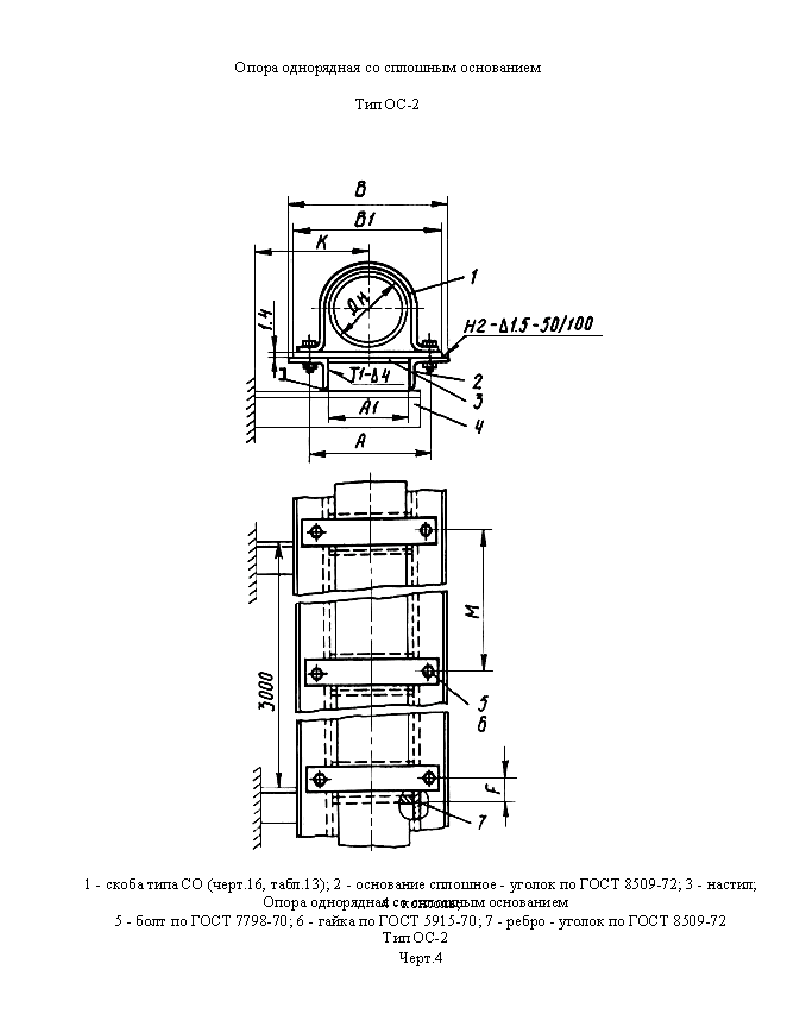 Опора однорядная со сплошным основанием
Тип ОС-2
В
В1
К
1
Дн
1.4
Н2-Δ1.5-50/100
Т1-Δ4
2
3
А1
4
А
М
3000
5
6
F
7
1 - скоба типа СО (черт.16, табл.13); 2 - основание сплошное - уголок по ГОСТ 8509-72; 3 - настил;
Опора однорядная со сплошным основанием
5 - болт по ГОСТ 7798-70; 6 - гайка по ГОСТ 5915-70; 7 - ребро - уголок по ГОСТ 8509-72
Тип ОС-2
Черт.4